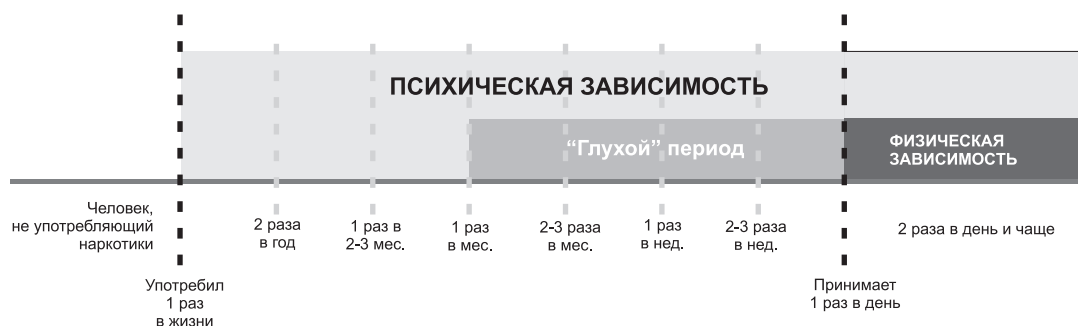 ПСИХИЧЕСКАЯ ЗАВИСИМОСТЬ
“Глухой” период
ФИЗИЧЕСКАЯ
ЗАВИСИМОСТЬ
Человек,
не употребляющий
наркотики
2 раза
в год
1 раз в
2-3 мес.
1 раз
в мес.
2-3 раза
в мес.
1 раз
в нед.
2-3 раза
в нед.
2 раза в день и чаще
Употребил
1 раз
в жизни
Принимает
1 раз в день